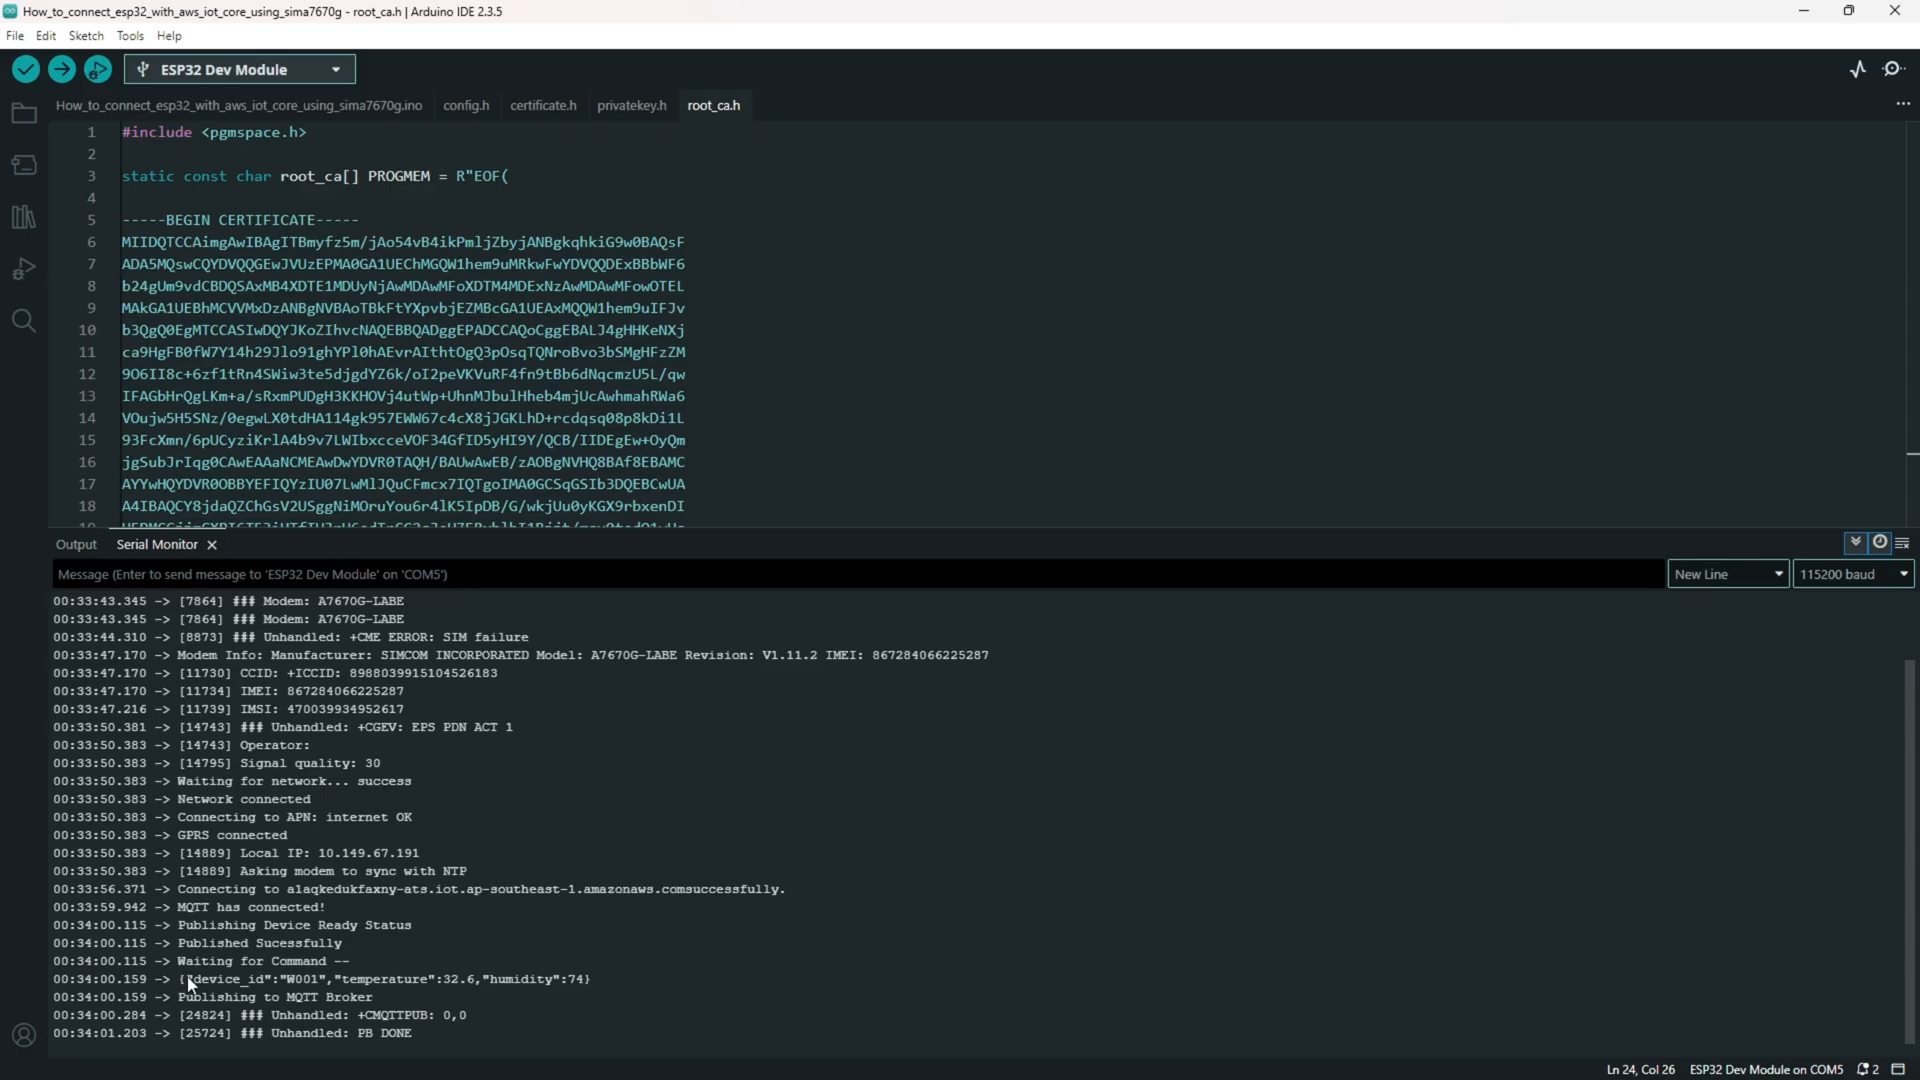 How_to_connect_esp32_with_aws_iot_core_using_sima7670g - root_ca.h | Arduino IDE 2.3.5
File Edit Sketch Tools Help
ESP32 Dev Module
How_to_connect_esp32_with_aws_iot_core_using_sima7670g.ino config.h certificate.h privatekey.h root_ca.h
1 #include <pgmspace.h>
2
3 static const char root_ca[] PROGMEM = R"EOF(
4
5 -----BEGIN CERTIFICATE-----
6 MIIDQTCCAimgAwIBAgITBmyfz5m/jAo54vB4ikPmljZbyjANBgkqhkiG9w0BAQsF
7 ADA5MQswCQYDVQQGEwJVUzEPMA0GA1UEChMGQW1hem9uMRkwFwYDVQQDExBBbWF6
8 b24gUm9vdCBDQSAxMB4XDTE1MDUyNjAwMDAwMFoXDTM4MDExNzAwMDAwMFowOTEL
9 MAkGA1UEBhMCVVMxDzANBgNVBAoTBkFtYXpvbjEZMBcGA1UEAxMQQW1hem9uIFJv
10 b3QgQ0EgMTCCASIwDQYJKoZIhvcNAQEBBQADggEPADCCAQoCggEBALJ4gHHKeNXj
11 ca9HgFB0fW7Y14h29Jlo91ghYPl0hAEvrAIthtOgQ3pOsqTQNroBvo3bSMgHFzZM
12 9O6II8c+6zf1tRn4SWiw3te5djgdYZ6k/oI2peVKVuRF4fn9tBb6dNqcmzU5L/qw
13 IFAGbHrQgLKm+a/sRxmPUDgH3KKHOVj4utWp+UhnMJbulHheb4mjUcAwhmahRWa6
14 VOujw5H5SNz/0egwLX0tdHA114gk957EWW67c4cX8jJGKLhD+rcdqsq08p8kDi1L
15 93FcXmn/6pUCyziKrlA4b9v7LWIbxcceVOF34GfID5yHI9Y/QCB/IIDEgEw+OyQm
16 jgSubJrIqg0CAwEAAaNCMEAwDwYDVR0TAQH/BAUwAwEB/zAOBgNVHQ8BAf8EBAMC
17 AYYwHQYDVR0OBBYEFIQYzIU07LwMlJQuCFmcx7IQTgoIMA0GCSqGSIb3DQEBCwUA
18 A4IBAQCY8jdaQZChGsV2USggNiMOruYou6r4lK5IpDB/G/wkjUu0yKGX9rbxenDI
Output Serial Monitor
Message (Enter to send message to 'ESP32 Dev Module' on 'COM5') New Line 115200 baud
00:33:43.345 -> [7864] ### Modem: A7670G-LABE
00:33:43.345 -> [7864] ### Modem: A7670G-LABE
00:33:44.310 -> [8873] ### Unhandled: +CME ERROR: SIM failure
00:33:47.170 -> Modem Info: Manufacturer: SIMCOM INCORPORATED Model: A7670G-LABE Revision: V1.11.2 IMEI: 867284066225287
00:33:47.170 -> [11730] CCID: +ICCID: 8988039915104526183
00:33:47.170 -> [11734] IMEI: 867284066225287
00:33:47.216 -> [11739] IMSI: 470039934952617
00:33:50.381 -> [14743] ### Unhandled: +CGEV: EPS PDN ACT 1
00:33:50.383 -> [14743] Operator:
00:33:50.383 -> [14795] Signal quality: 30
00:33:50.383 -> Waiting for network... success
00:33:50.383 -> Network connected
00:33:50.383 -> Connecting to APN: internet OK
00:33:50.383 -> GPRS connected
00:33:50.383 -> [14889] Local IP: 10.149.67.191
00:33:50.383 -> [14889] Asking modem to sync with NTP
00:33:56.371 -> Connecting to a1aqkedukfaxny-ats.iot.ap-southeast-1.amazonaws.comsuccessfully.
00:33:59.942 -> MQTT has connected!
00:34:00.115 -> Publishing Device Ready Status
00:34:00.115 -> Published Sucessfully
00:34:00.115 -> Waiting for Command --
00:34:00.159 -> {"device_id":"W001","temperature":32.6,"humidity":74}
00:34:00.159 -> Publishing to MQTT Broker
00:34:00.284 -> [24824] ### Unhandled: +CMQTTPUB: 0,0
00:34:01.203 -> [25724] ### Unhandled: PB DONE
Ln 24, Col 26 ESP32 Dev Module on COM5 2